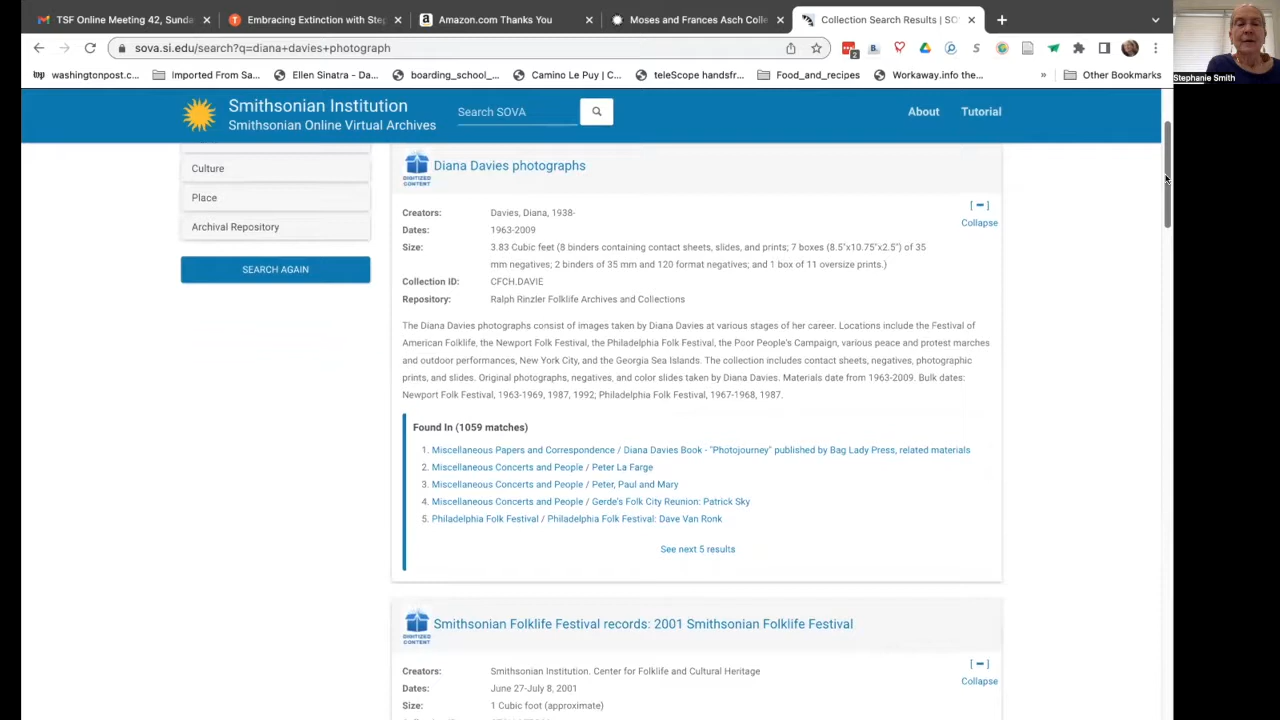 TSF Online Meeting 42, Sunda
Embracing Extinction with Step
Amazon.com Thank You
Moses and Frances Asch Colle
Collection Search Results | SO
sova.si.edu/search?q=diana+davies+photograph
2
washingtonpost.c...
Imported From Sa...
Ellen Sinatra - Da...
boarding_school_...
Camino Le Puy | C...
teleScope handsfr...
Food_and_recipes
Workaway.info the...
»
Other Bookmarks
Stephanie Smith
Smithsonian Institution
Smithsonian Online Virtual Archives
Search SOVA
About
Tutorial
Culture
Place
Archival Repository
SEARCH AGAIN
DIGITIZED
CONTENT
Diana Davies photographs
[ - ]
Collapse
Creators: Davies, Diana, 1938-
Dates: 1963-2009
Size: 3.83 Cubic feet (8 binders containing contact sheets, slides, and prints; 7 boxes (8.5"x10.75"x2.5") of 35
mm negatives; 2 binders of 35 mm and 120 format negatives; and 1 box of 11 oversize prints.)
Collection ID: CFCH.DAVIE
Repository: Ralph Rinzler Folklife Archives and Collections
The Diana Davies photographs consist of images taken by Diana Davies at various stages of her career. Locations include the Festival of
American Folklife, the Newport Folk Festival, the Philadelphia Folk Festival, the Poor People's Campaign, various peace and protest marches
and outdoor performances, New York City, and the Georgia Sea Islands. The collection includes contact sheets, negatives, photographic
prints, and slides. Original photographs, negatives, and color slides taken by Diana Davies. Materials date from 1963-2009. Bulk dates:
Newport Folk Festival, 1963-1969, 1987, 1992; Philadelphia Folk Festival, 1967-1968, 1987.
Found In (1059 matches)
1. Miscellaneous Papers and Correspondence / Diana Davies Book - "Photojourney" published by Bag Lady Press, related materials
2. Miscellaneous Concerts and People / Peter La Farge
3. Miscellaneous Concerts and People / Peter, Paul and Mary
4. Miscellaneous Concerts and People / Gerde's Folk City Reunion: Patrick Sky
5. Philadelphia Folk Festival / Philadelphia Folk Festival: Dave Van Ronk
See next 5 results
DIGITIZED
CONTENT
Smithsonian Folklife Festival records: 2001 Smithsonian Folklife Festival
[ - ]
Collapse
Creators: Smithsonian Institution. Center for Folklife and Cultural Heritage
Dates: June 27-July 8, 2001
Size: 1 Cubic foot (approximate)